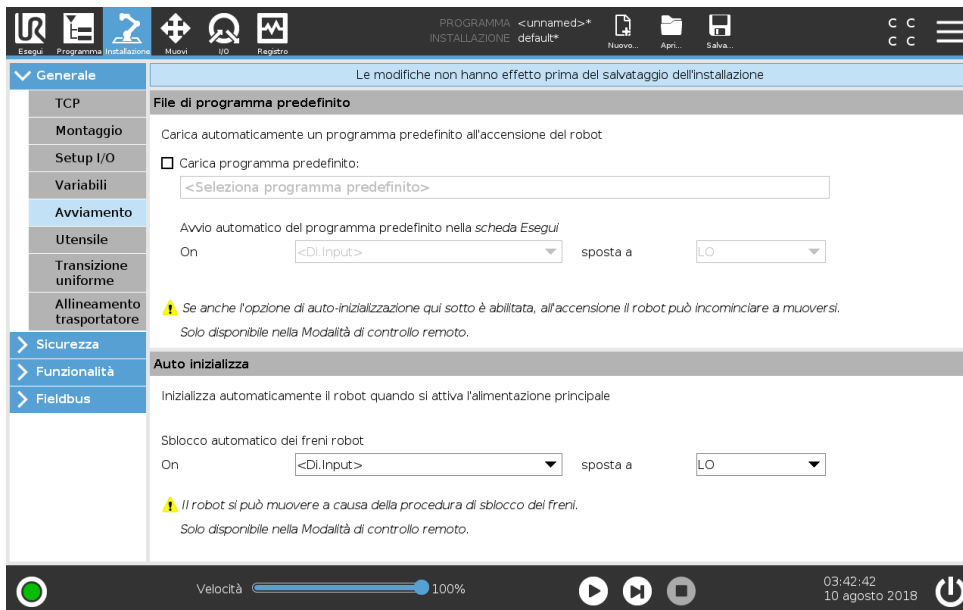 UR
PROGRAMMA <unnamed>*
INSTALLAZIONE default*
Esegui Programma Installazione Muovi I/O Registro Nuovo... Apri... Salva...
C C
C C
Generale
TCP
Montaggio
Setup I/O
Variabili
Avviamento
Utensile
Transizione
uniforme
Allineamento
trasportatore
Sicurezza
Funzionalità
Fieldbus
Le modifiche non hanno effetto prima del salvataggio dell'installazione
File di programma predefinito
Carica automaticamente un programma predefinito all'accensione del robot
Carica programma predefinito:
<Seleziona programma predefinito>
Avvio automatico del programma predefinito nella scheda Esegui
On <Di.Input> sposta a LO
Se anche l'opzione di auto-inizializzazione qui sotto è abilitata, all'accensione il robot può incominciare a muoversi.
Solo disponibile nella Modalità di controllo remoto.
Auto inizializza
Inizializza automaticamente il robot quando si attiva l'alimentazione principale
Sblocco automatico dei freni robot
On <Di.Input> sposta a LO
Il robot si può muovere a causa della procedura di sblocco dei freni.
Solo disponibile nella Modalità di controllo remoto.
Velocità 100%
03:42:42
10 agosto 2018